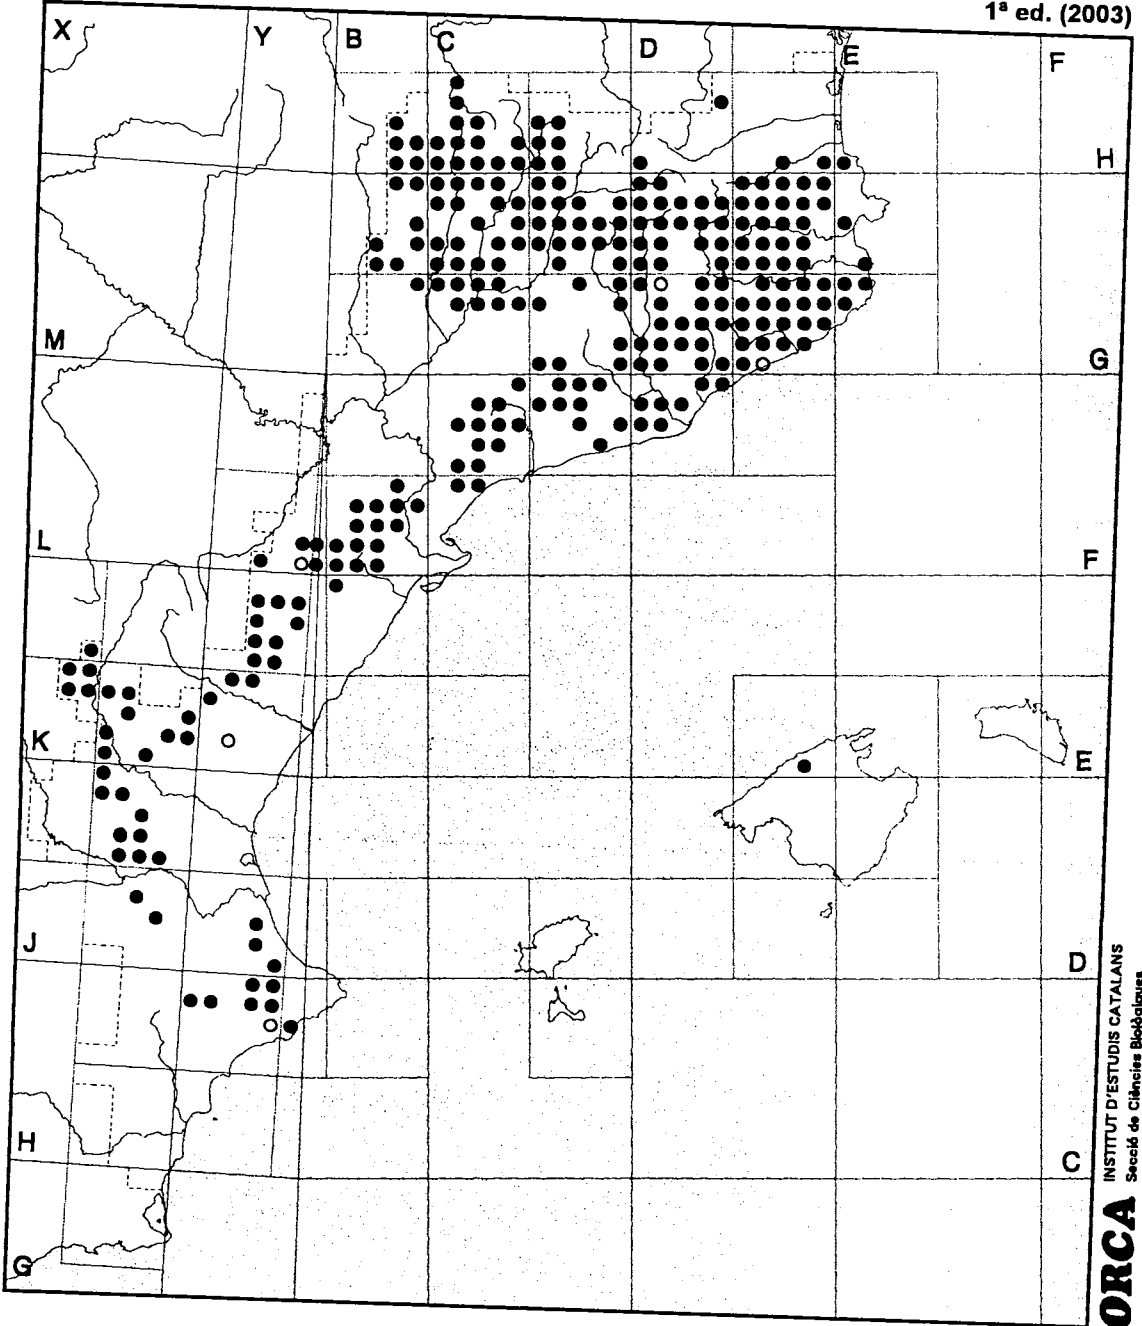 1ª ed. (2003)
X Y B C D E F
H
M G
L F
K E
J D
H C
G
ORCA INSTITUT D'ESTUDIS CATALANS
Secció de Ciències Biològiques